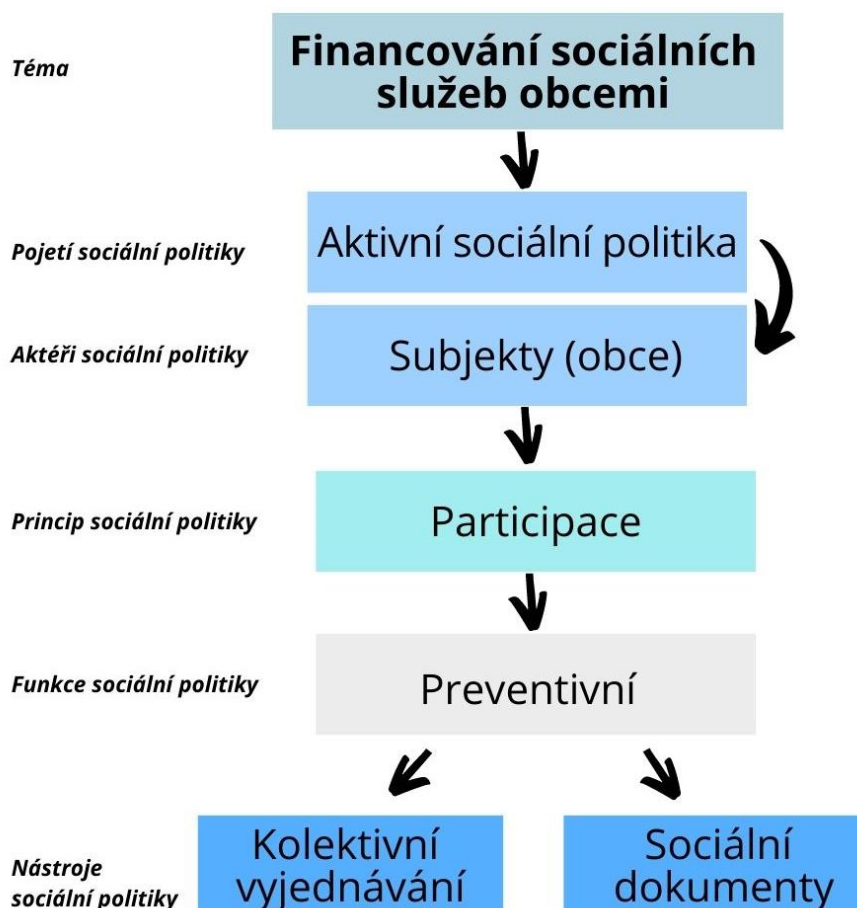 Téma
Financování sociálních
služeb obcemi
Pojetí sociální politiky
Aktivní sociální politika
Aktéři sociální politiky
Subjekty (obce)
Princip sociální politiky
Participace
Funkce sociální politiky
Preventivní
Nástroje
sociální politiky
Kolektivní
vyjednávání
Sociální
dokumenty